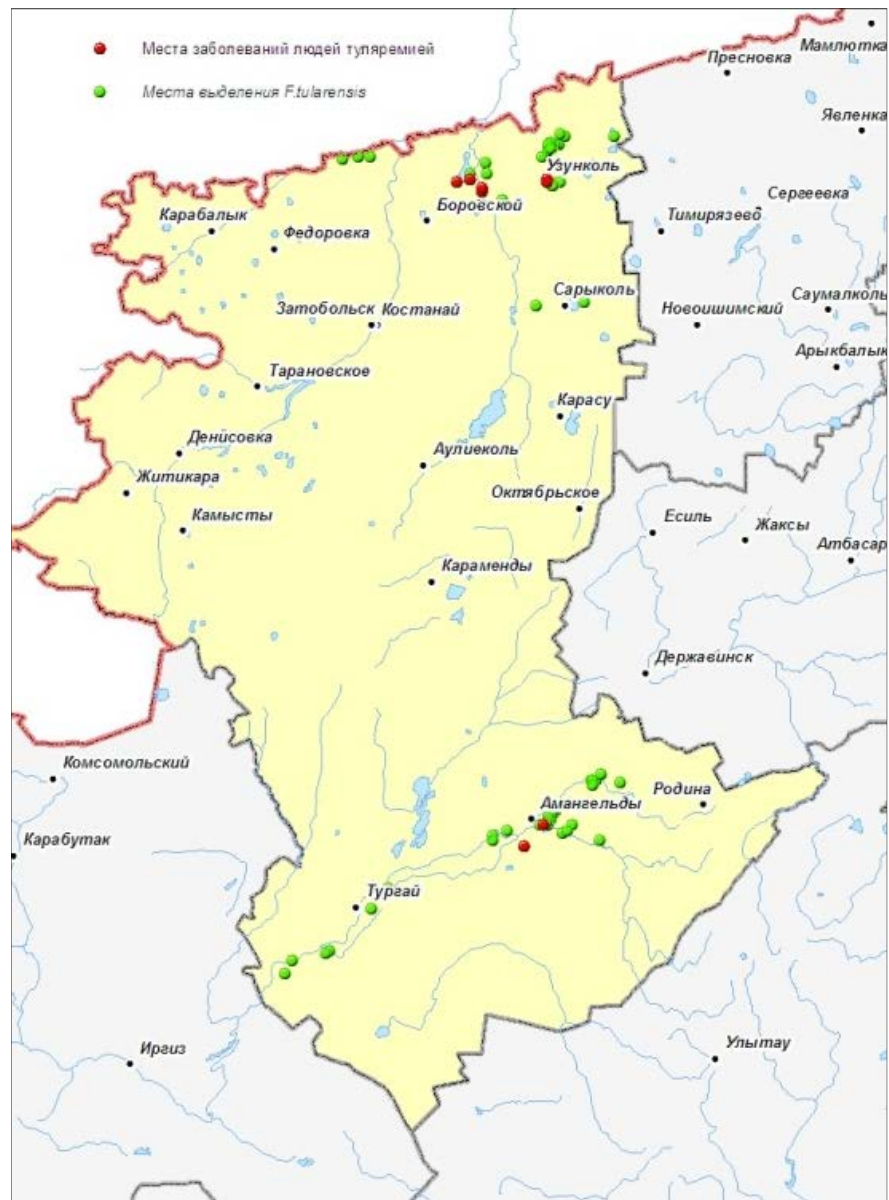 Места заболеваний людей туляремией
Места выделения F.tularensis
Мамлютка
Пресновка
Явленка
Узунколь
Сергеевка
Карабалык
Боровской
Тимирязево
Федоровка
Сарыколь
Саумалколь
Затобольск
Костанай
Новоишимский
Арыкбалык
Тарановское
Карасу
Денисовка
Аулиеколь
Житикара
Октябрьское
Камысты
Есиль
Жаксы
Атбасар
Караменды
Державинск
Комсомольский
Родина
Амангельды
Карабутак
Тургай
Иргиз
Улытау